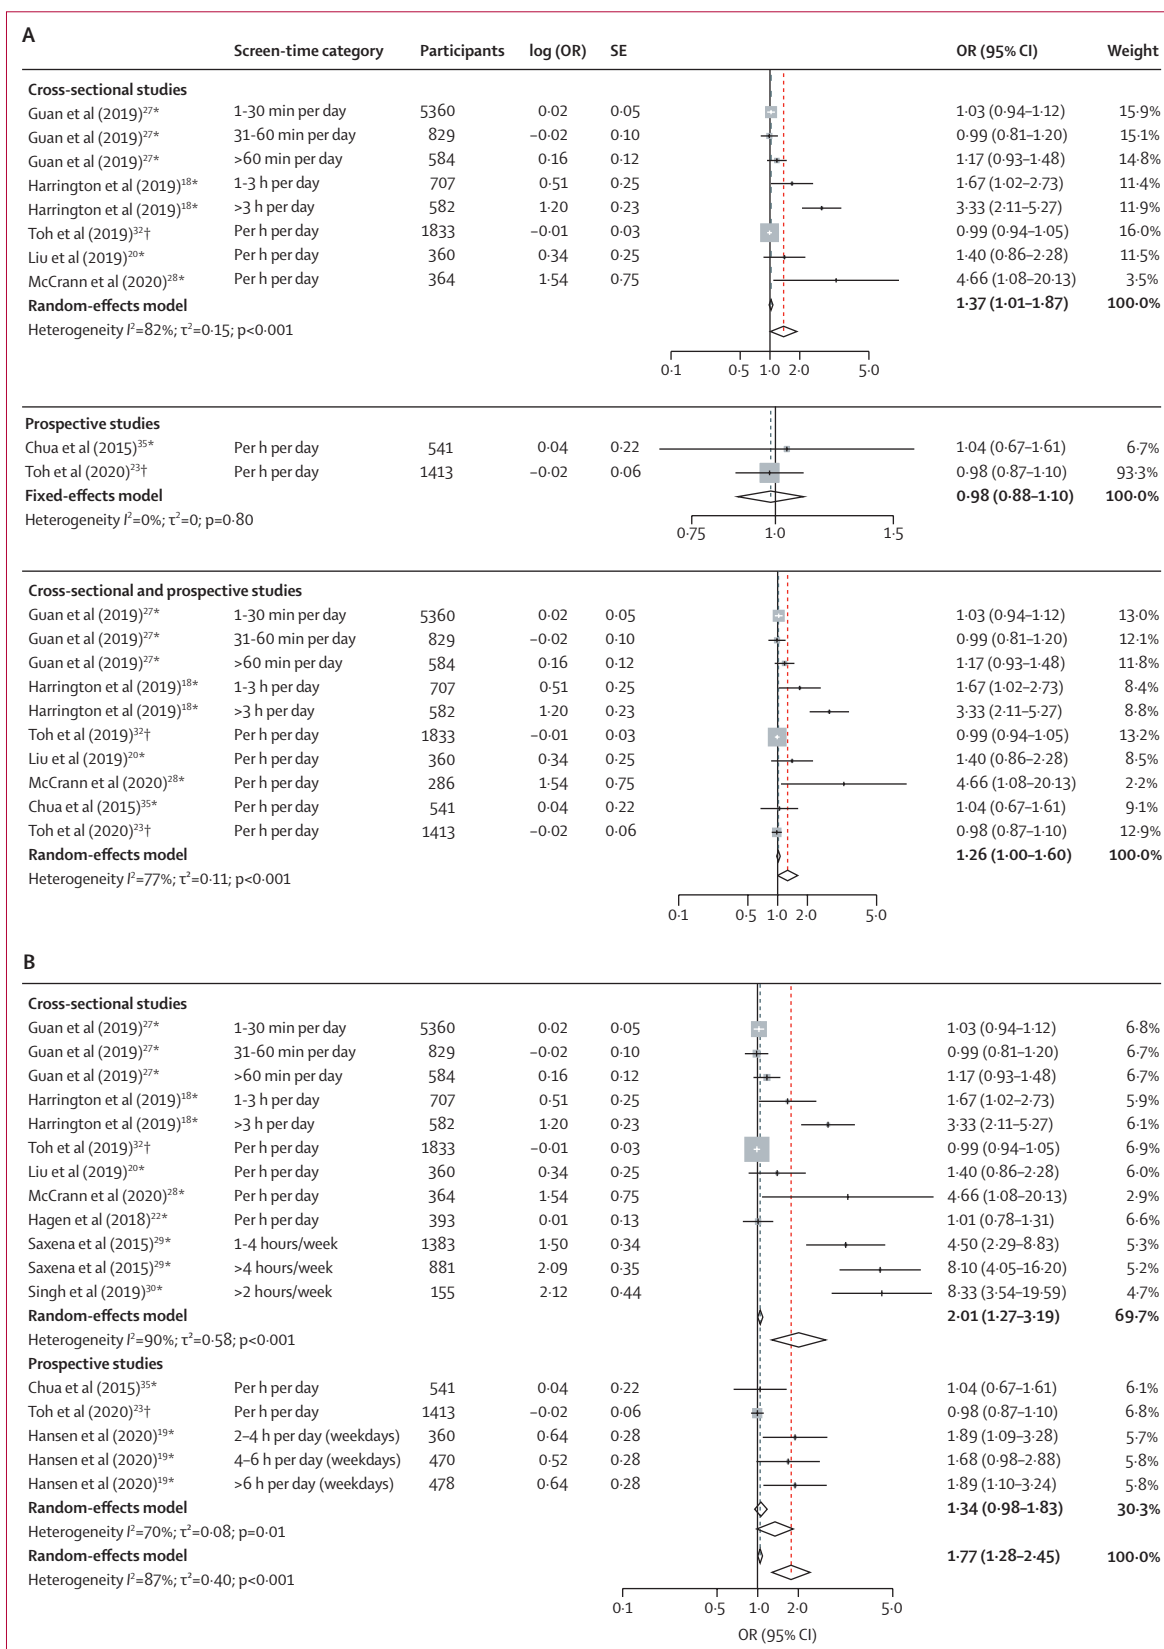 A
Screen-time category Participants log (OR) SE OR (95% CI) Weight
Cross-sectional studies
Guan et al (2019)²⁷* 1-30 min per day 5360 0·02 0·05 1·03 (0·94–1·12) 15·9%
Guan et al (2019)²⁷* 31-60 min per day 829 −0·02 0·10 0·99 (0·81–1·20) 15·1%
Guan et al (2019)²⁷* >60 min per day 584 0·16 0·12 1·17 (0·93–1·48) 14·8%
Harrington et al (2019)¹⁸* 1-3 h per day 707 0·51 0·25 1·67 (1·02–2·73) 11·4%
Harrington et al (2019)¹⁸* >3 h per day 582 1·20 0·23 3·33 (2·11–5·27) 11·9%
Toh et al (2019)³²† Per h per day 1833 −0·01 0·03 0·99 (0·94–1·05) 16·0%
Liu et al (2019)²⁰* Per h per day 360 0·34 0·25 1·40 (0·86–2·28) 11·5%
McCrann et al (2020)²⁸* Per h per day 364 1·54 0·75 4·66 (1·08–20·13) 3·5%
Random-effects model 1·37 (1·01–1·87) 100·0%
Heterogeneity I²=82%; τ²=0·15; p<0·001
0·1 0·5 1·0 2·0 5·0
Prospective studies
Chua et al (2015)³⁵* Per h per day 541 0·04 0·22 1·04 (0·67–1·61) 6·7%
Toh et al (2020)²³† Per h per day 1413 −0·02 0·06 0·98 (0·87–1·10) 93·3%
Fixed-effects model 0·98 (0·88–1·10) 100·0%
Heterogeneity I²=0%; τ²=0; p=0·80
0·75 1·0 1·5
Cross-sectional and prospective studies
Guan et al (2019)²⁷* 1-30 min per day 5360 0·02 0·05 1·03 (0·94–1·12) 13·0%
Guan et al (2019)²⁷* 31-60 min per day 829 −0·02 0·10 0·99 (0·81–1·20) 12·1%
Guan et al (2019)²⁷* >60 min per day 584 0·16 0·12 1·17 (0·93–1·48) 11·8%
Harrington et al (2019)¹⁸* 1-3 h per day 707 0·51 0·25 1·67 (1·02–2·73) 8·4%
Harrington et al (2019)¹⁸* >3 h per day 582 1·20 0·23 3·33 (2·11–5·27) 8·8%
Toh et al (2019)³²† Per h per day 1833 −0·01 0·03 0·99 (0·94–1·05) 13·2%
Liu et al (2019)²⁰* Per h per day 360 0·34 0·25 1·40 (0·86–2·28) 8·5%
McCrann et al (2020)²⁸* Per h per day 286 1·54 0·75 4·66 (1·08–20·13) 2·2%
Chua et al (2015)³⁵* Per h per day 541 0·04 0·22 1·04 (0·67–1·61) 9·1%
Toh et al (2020)²³† Per h per day 1413 −0·02 0·06 0·98 (0·87–1·10) 12·9%
Random-effects model 1·26 (1·00–1·60) 100·0%
Heterogeneity I²=77%; τ²=0·11; p<0·001
0·1 0·5 1·0 2·0 5·0
B
Cross-sectional studies
Guan et al (2019)²⁷* 1-30 min per day 5360 0·02 0·05 1·03 (0·94–1·12) 6·8%
Guan et al (2019)²⁷* 31-60 min per day 829 −0·02 0·10 0·99 (0·81–1·20) 6·7%
Guan et al (2019)²⁷* >60 min per day 584 0·16 0·12 1·17 (0·93–1·48) 6·7%
Harrington et al (2019)¹⁸* 1-3 h per day 707 0·51 0·25 1·67 (1·02–2·73) 5·9%
Harrington et al (2019)¹⁸* >3 h per day 582 1·20 0·23 3·33 (2·11–5·27) 6·1%
Toh et al (2019)³²† Per h per day 1833 −0·01 0·03 0·99 (0·94–1·05) 6·9%
Liu et al (2019)²⁰* Per h per day 360 0·34 0·25 1·40 (0·86–2·28) 6·0%
McCrann et al (2020)²⁸* Per h per day 364 1·54 0·75 4·66 (1·08–20·13) 2·9%
Hagen et al (2018)²²* Per h per day 393 0·01 0·13 1·01 (0·78–1·31) 6·6%
Saxena et al (2015)²⁹* 1-4 hours/week 1383 1·50 0·34 4·50 (2·29–8·83) 5·3%
Saxena et al (2015)²⁹* >4 hours/week 881 2·09 0·35 8·10 (4·05–16·20) 5·2%
Singh et al (2019)³⁰* >2 hours/week 155 2·12 0·44 8·33 (3·54–19·59) 4·7%
Random-effects model 2·01 (1·27–3·19) 69·7%
Heterogeneity I²=90%; τ²=0·58; p<0·001
Prospective studies
Chua et al (2015)³⁵* Per h per day 541 0·04 0·22 1·04 (0·67–1·61) 6·1%
Toh et al (2020)²³† Per h per day 1413 −0·02 0·06 0·98 (0·87–1·10) 6·8%
Hansen et al (2020)¹⁹* 2–4 h per day (weekdays) 360 0·64 0·28 1·89 (1·09–3·28) 5·7%
Hansen et al (2020)¹⁹* 4–6 h per day (weekdays) 470 0·52 0·28 1·68 (0·98–2·88) 5·8%
Hansen et al (2020)¹⁹* >6 h per day (weekdays) 478 0·64 0·28 1·89 (1·10–3·24) 5·8%
Random-effects model 1·34 (0·98–1·83) 30·3%
Heterogeneity I²=70%; τ²=0·08; p=0·01
Random-effects model 1·77 (1·28–2·45) 100·0%
Heterogeneity I²=87%; τ²=0·40; p<0·001
0·1 0·5 1·0 2·0 5·0
OR (95% CI)